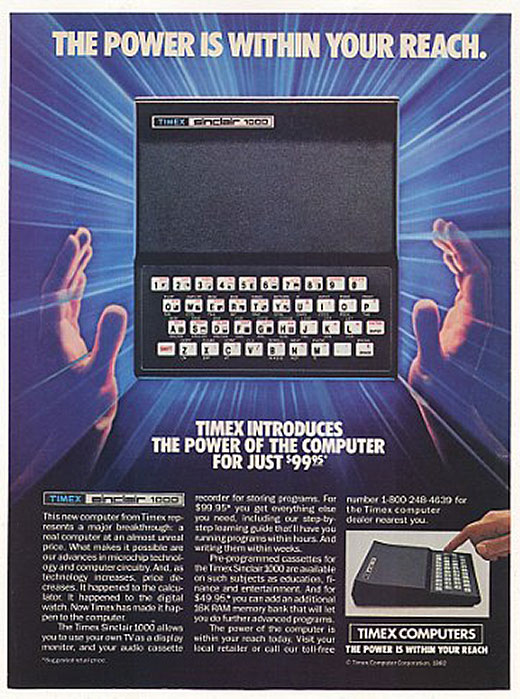 THE POWER IS WITHIN YOUR REACH.
TIMEX sinclair 1000
1 2 3 4 5 6 7 8 9 0
Q W E R T Y U I O P
A S D F G H J K L
Z X C V B N M
TIMEX INTRODUCES
THE POWER OF THE COMPUTER
FOR JUST $99⁹⁵*
TIMEX sinclair 1000
This new computer from Timex rep-
resents a major breakthrough: a
real computer at an almost unreal
price. What makes it possible are
our advances in microchip technol-
ogy and computer circuitry. And, as
technology increases, price de-
creases. It happened to the calcu-
lator. It happened to the digital
watch. Now Timex has made it hap-
pen to the computer.
The Timex Sinclair 1000 allows
you to use your own TV as a display
monitor, and your audio cassette
*Suggested retail price.
recorder for storing programs. For
$99.95* you get everything else
you need, including our step-by-
step learning guide that'll have you
running programs within hours. And
writing them within weeks.
Pre-programmed cassettes for
the Timex Sinclair 1000 are available
on such subjects as education, fi-
nance and entertainment. And for
$49.95* you can add an additional
16K RAM memory bank that will let
you do further advanced programs.
The power of the computer is
within your reach today. Visit your
local retailer or call our toll-free
number 1-800-248-4639 for
the Timex computer
dealer nearest you.
TIMEX COMPUTERS
THE POWER IS WITHIN YOUR REACH
© Timex Computer Corporation, 1982